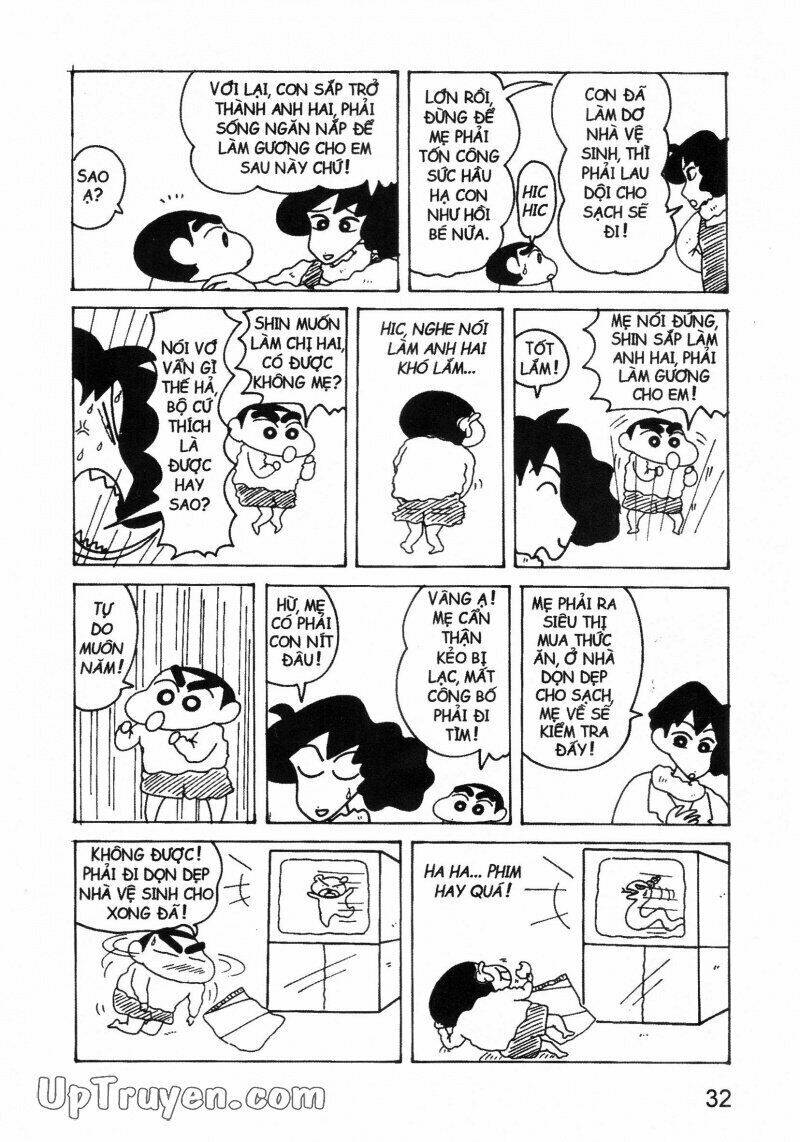 CON ĐÃ
LÀM DƠ
NHÀ VỆ
SINH, THÌ
PHẢI LAU
DỘI CHO
SẠCH SẼ
ĐI!
LỚN RỒI,
ĐỪNG ĐỂ
MẸ PHẢI
TỐN CÔNG
SỨC HẦU
HẠ CON
NHƯ HỒI
BÉ NỮA.
HIC
HIC
VỚI LẠI, CON SẮP TRỞ
THÀNH ANH HAI, PHẢI
SỐNG NGĂN NẮP ĐỂ
LÀM GƯƠNG CHO EM
SAU NÀY CHỨ!
SAO
Ạ?
MẸ NÓI ĐÚNG,
SHIN SẮP LÀM
ANH HAI, PHẢI
LÀM GƯƠNG
CHO EM!
TỐT
LẮM!
HIC, NGHE NÓI
LÀM ANH HAI
KHÓ LẮM...
SHIN MUỐN
LÀM CHỊ HAI,
CÓ ĐƯỢC
KHÔNG MẸ?
NÓI VỚ
VẨN GÌ
THẾ HẢ,
BỘ CỨ
THÍCH
LÀ
ĐƯỢC
HAY
SAO?
MẸ PHẢI RA
SIÊU THỊ
MUA THỨC
ĂN, Ở NHÀ
DỌN DẸP
CHO SẠCH,
MẸ VỀ SẼ
KIỂM TRA
ĐẤY!
VÂNG Ạ!
MẸ CẨN
THẬN
KẺO BỊ
LẠC, MẤT
CÔNG BỐ
PHẢI ĐI
TÌM!
HỪ, MẸ
CÓ PHẢI
CON NÍT
ĐÂU!
TỰ
DO
MUÔN
NĂM!
HA HA... PHIM
HAY QUÁ!
KHÔNG ĐƯỢC!
PHẢI ĐI DỌN DẸP
NHÀ VỆ SINH CHO
XONG ĐÃ!
UpTruyen.com
32